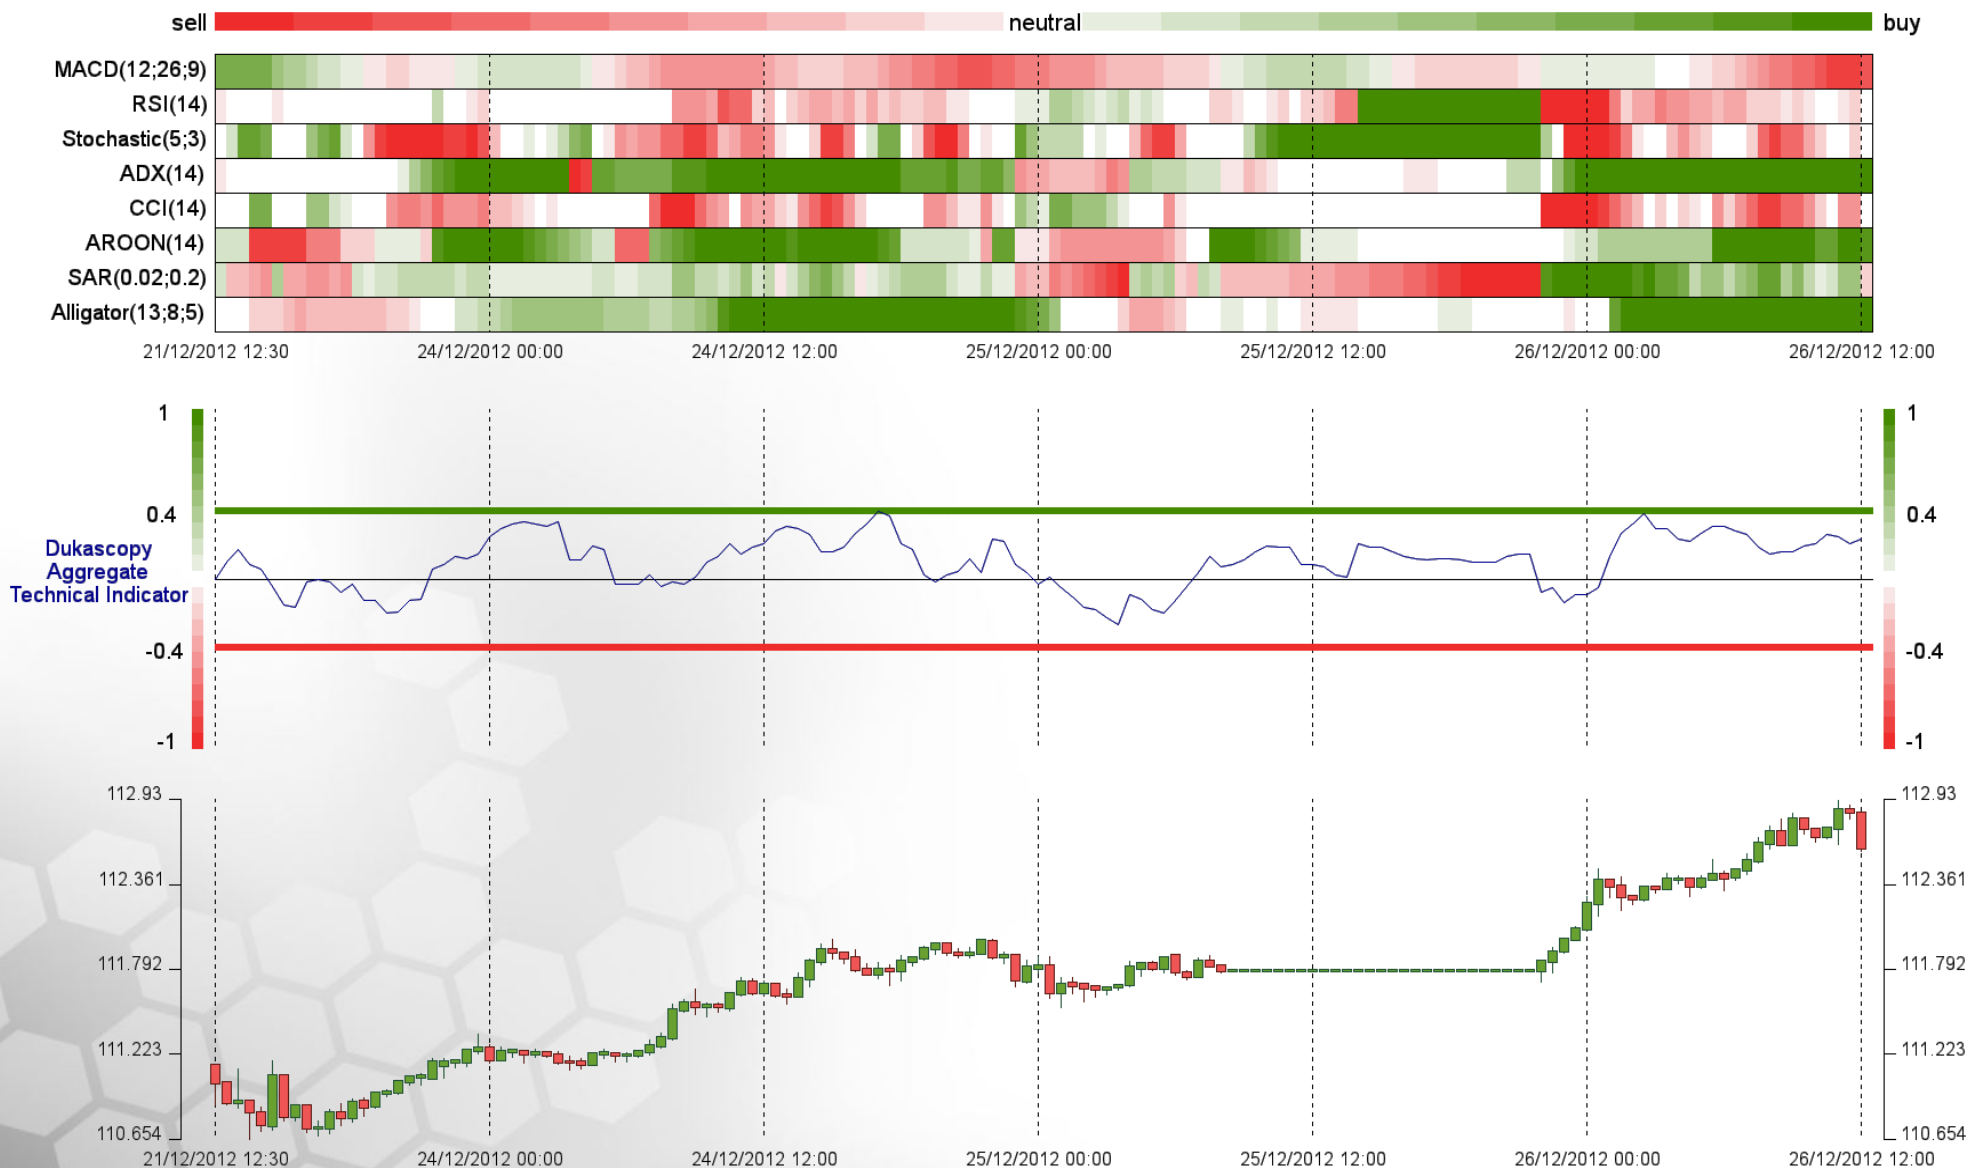 sell neutral buy
MACD(12;26;9)
RSI(14)
Stochastic(5;3)
ADX(14)
CCI(14)
AROON(14)
SAR(0.02;0.2)
Alligator(13;8;5)
21/12/2012 12:30 24/12/2012 00:00 24/12/2012 12:00 25/12/2012 00:00 25/12/2012 12:00 26/12/2012 00:00 26/12/2012 12:00
1 1
0.4 0.4
Dukascopy
Aggregate
Technical Indicator
-0.4 -0.4
-1 -1
112.93 112.93
112.361 112.361
111.792 111.792
111.223 111.223
110.654 110.654
21/12/2012 12:30 24/12/2012 00:00 24/12/2012 12:00 25/12/2012 00:00 25/12/2012 12:00 26/12/2012 00:00 26/12/2012 12:00